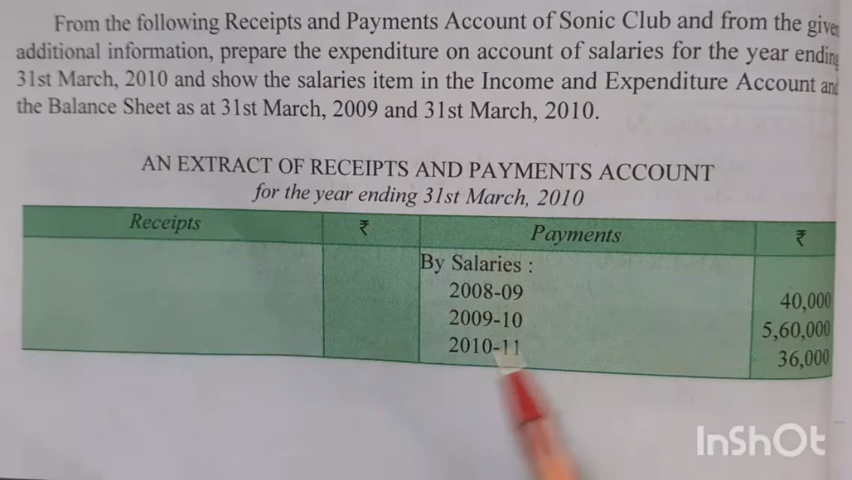 From the following Receipts and Payments Account of Sonic Club and from the given
additional information, prepare the expenditure on account of salaries for the year ending
31st March, 2010 and show the salaries item in the Income and Expenditure Account and
the Balance Sheet as at 31st March, 2009 and 31st March, 2010.
AN EXTRACT OF RECEIPTS AND PAYMENTS ACCOUNT
for the year ending 31st March, 2010
Receipts ₹ Payments ₹
By Salaries :
2008-09 40,000
2009-10 5,60,000
2010-11 36,000
InShOt